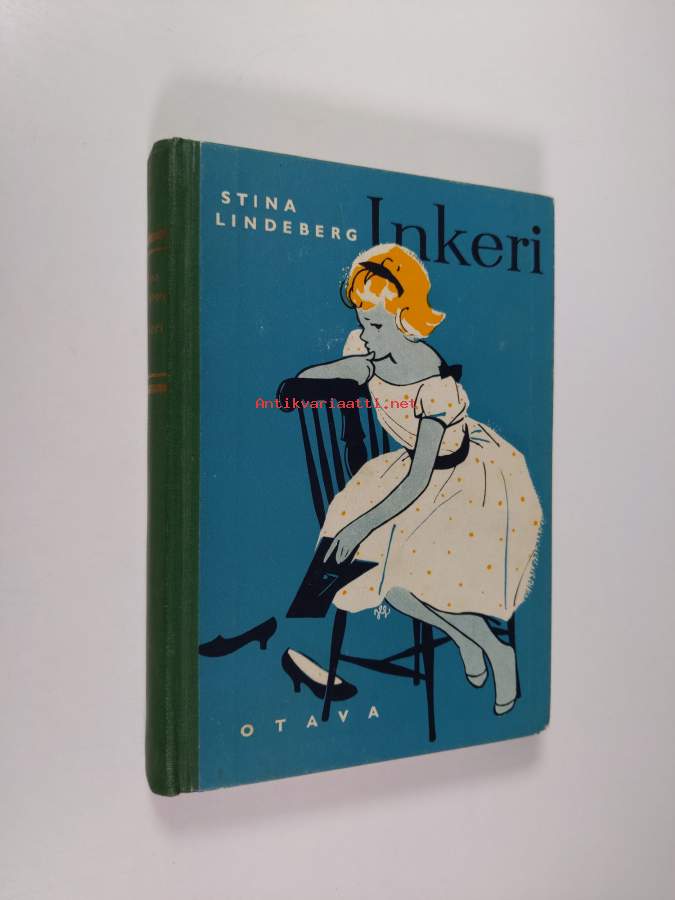 STINA
LINDEBERG
Inkeri
Antikvariaatti.net
OTAVA